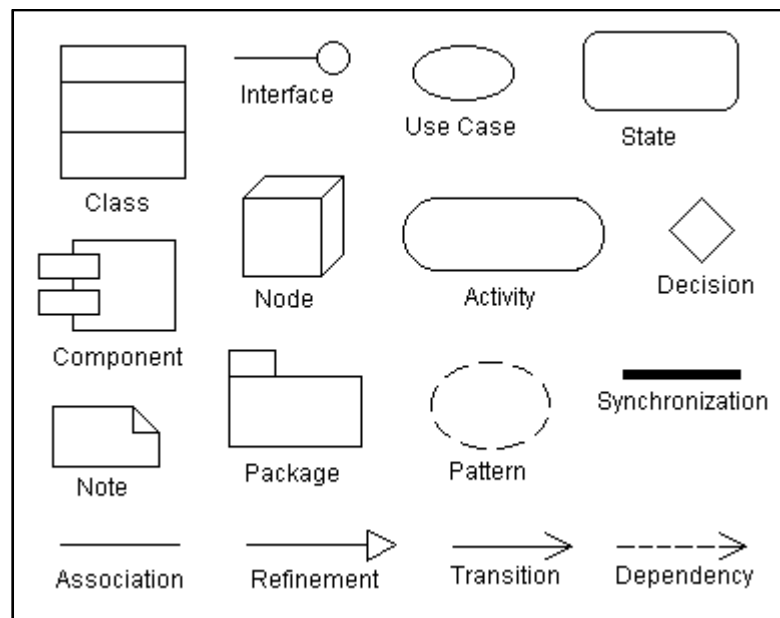 Interface
Use Case
State
Class
Node
Activity
Decision
Component
Synchronization
Package
Pattern
Note
Association
Refinement
Transition
Dependency